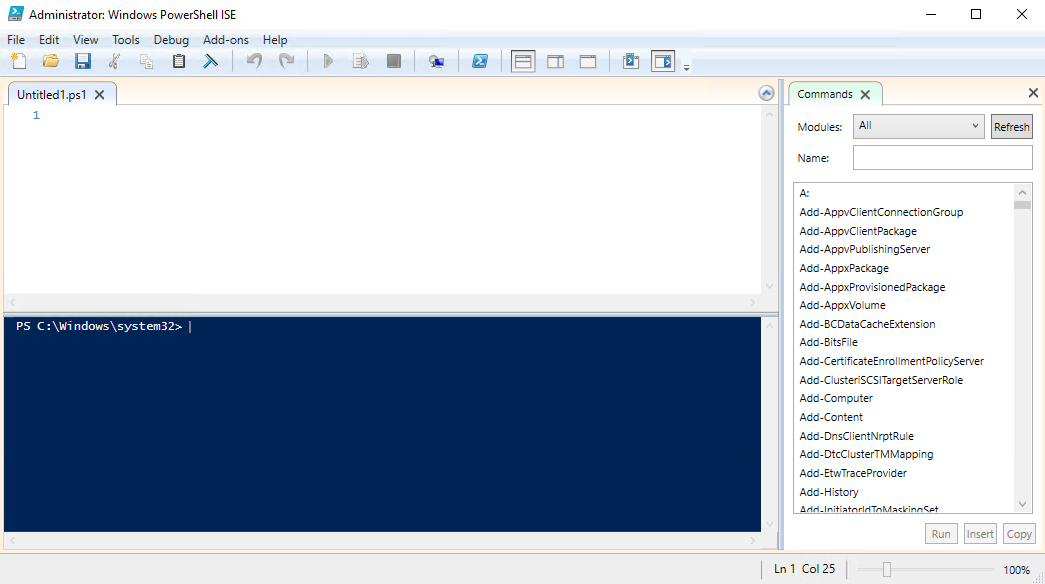 Administrator: Windows PowerShell ISE
File Edit View Tools Debug Add-ons Help
Untitled1.ps1
1
PS C:\Windows\system32>
Commands
Modules: All Refresh
Name:
A:
Add-AppvClientConnectionGroup
Add-AppvClientPackage
Add-AppvPublishingServer
Add-AppxPackage
Add-AppxProvisionedPackage
Add-AppxVolume
Add-BCDataCacheExtension
Add-BitsFile
Add-CertificateEnrollmentPolicyServer
Add-ClusteriSCSITargetServerRole
Add-Computer
Add-Content
Add-DnsClientNrptRule
Add-DtcClusterTMMapping
Add-EtwTraceProvider
Add-History
Add-InitiatorIdToMaskingSet
Run Insert Copy
Ln 1 Col 25 100%